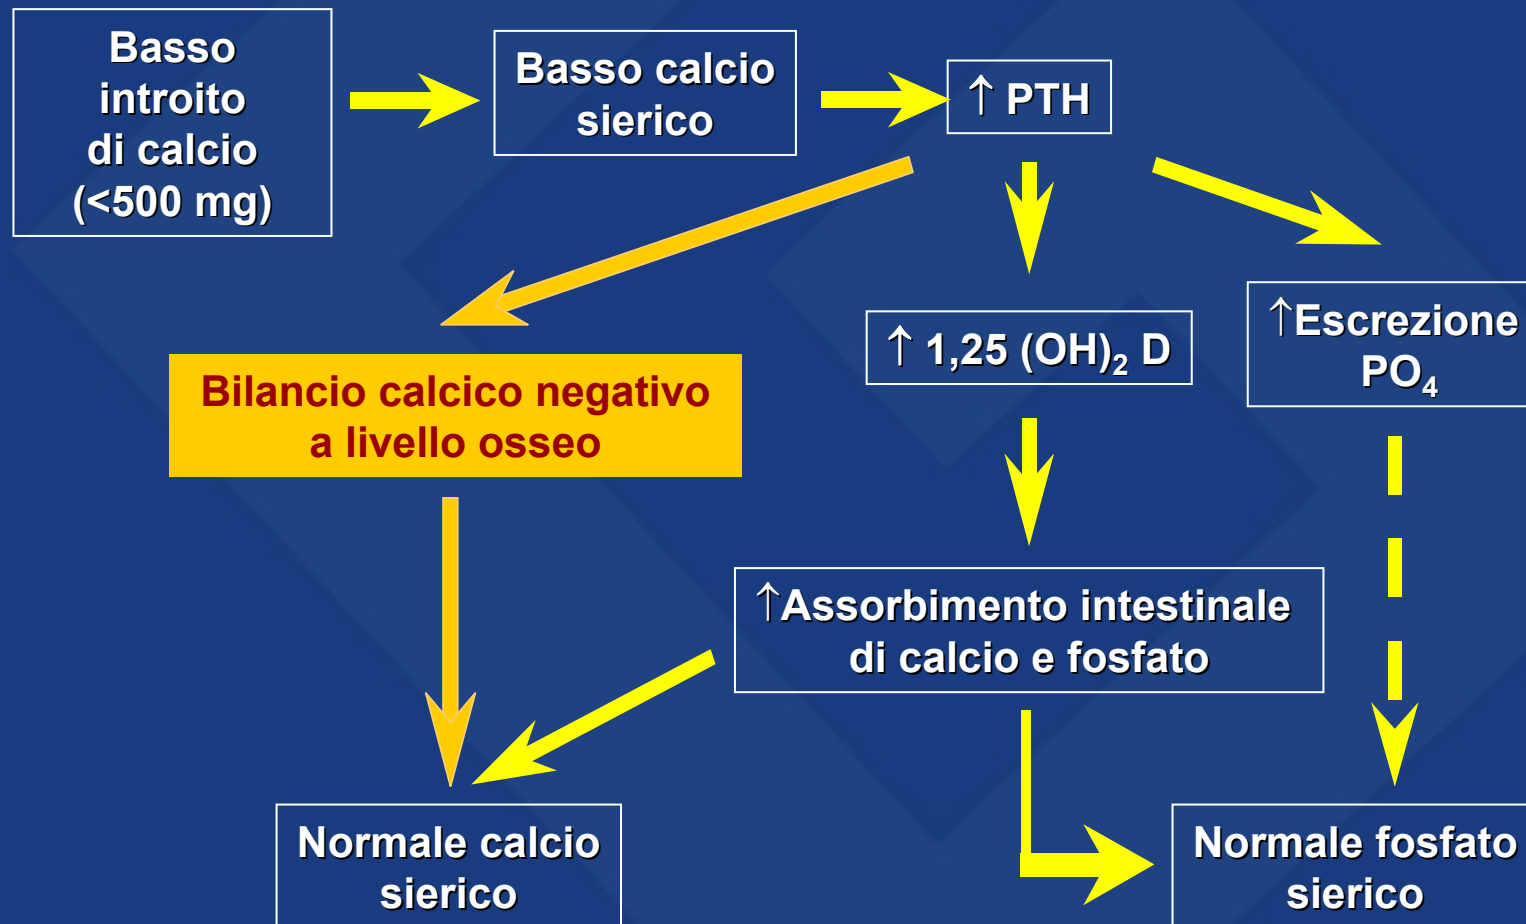 Basso
introito
di calcio
(<500 mg)
Basso calcio
sierico
↑ PTH
Bilancio calcico negativo
a livello osseo
↑ 1,25 (OH)₂ D
↑Escrezione
PO₄
↑Assorbimento intestinale
di calcio e fosfato
Normale calcio
sierico
Normale fosfato
sierico